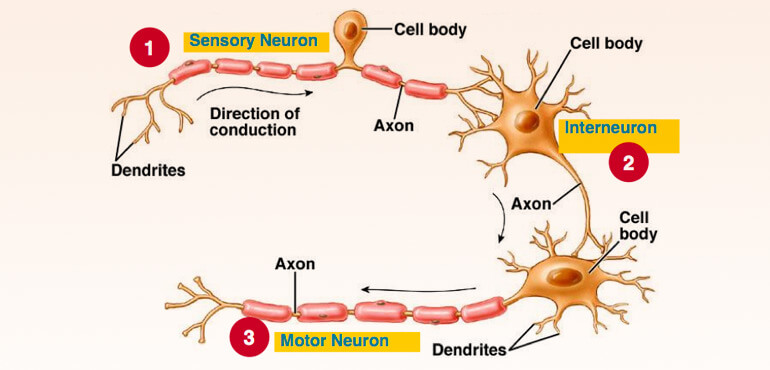 1
Sensory Neuron
Cell body
Cell body
Direction of
conduction
Axon
Dendrites
Interneuron
2
Axon
Cell
body
Axon
3
Motor Neuron
Dendrites